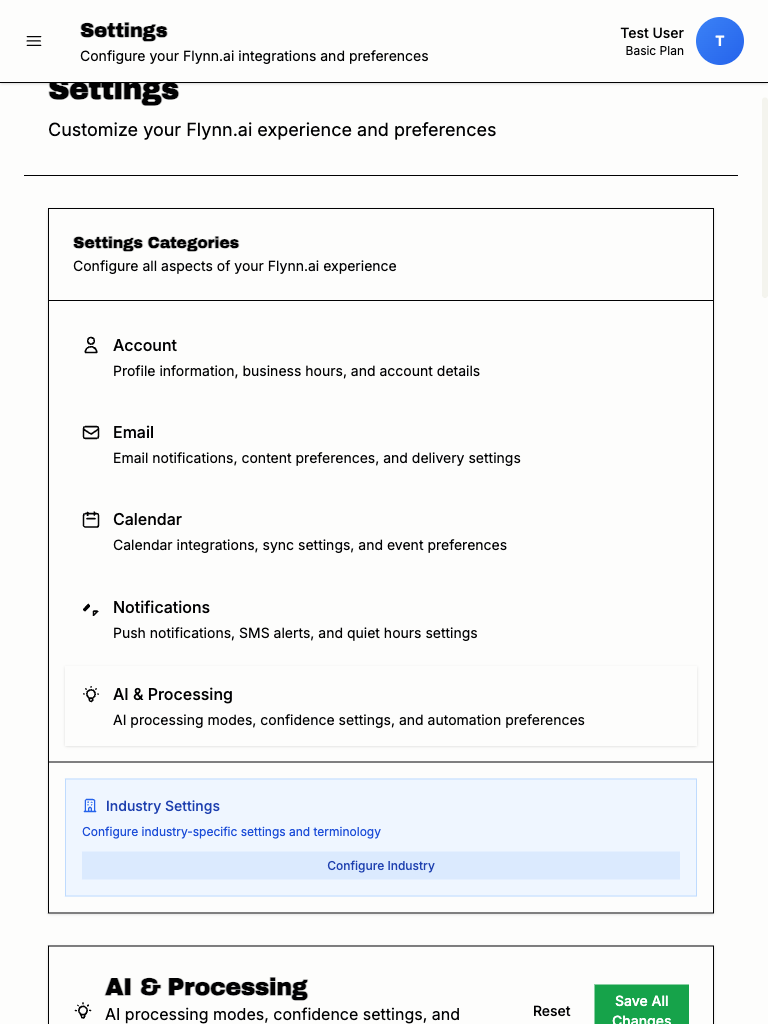 Settings
Configure your Flynn.ai integrations and preferences
Test User
Basic Plan
T
Settings
Customize your Flynn.ai experience and preferences
Settings Categories
Configure all aspects of your Flynn.ai experience
Account
Profile information, business hours, and account details
Email
Email notifications, content preferences, and delivery settings
Calendar
Calendar integrations, sync settings, and event preferences
Notifications
Push notifications, SMS alerts, and quiet hours settings
AI & Processing
AI processing modes, confidence settings, and automation preferences
Industry Settings
Configure industry-specific settings and terminology
Configure Industry
AI & Processing
AI processing modes, confidence settings, and
Reset
Save All
Changes